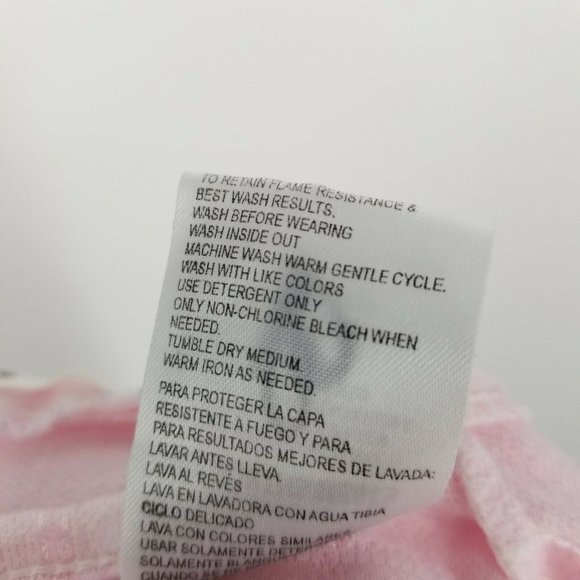 TO RETAIN FLAME RESISTANCE &
BEST WASH RESULTS,
WASH BEFORE WEARING
WASH INSIDE OUT
MACHINE WASH WARM GENTLE CYCLE.
WASH WITH LIKE COLORS
USE DETERGENT ONLY
ONLY NON-CHLORINE BLEACH WHEN
NEEDED.
TUMBLE DRY MEDIUM.
WARM IRON AS NEEDED.
PARA PROTEGER LA CAPA
RESISTENTE A FUEGO Y PARA
PARA RESULTADOS MEJORES DE LAVADA:
LAVAR ANTES LLEVA.
LAVA AL REVÉS
LAVA EN LAVADORA CON AGUA TIBIA
CICLO DELICADO
LAVA CON COLORES SIMILARES
USAR SOLAMENTE
SOLAMENTE
CUANDO